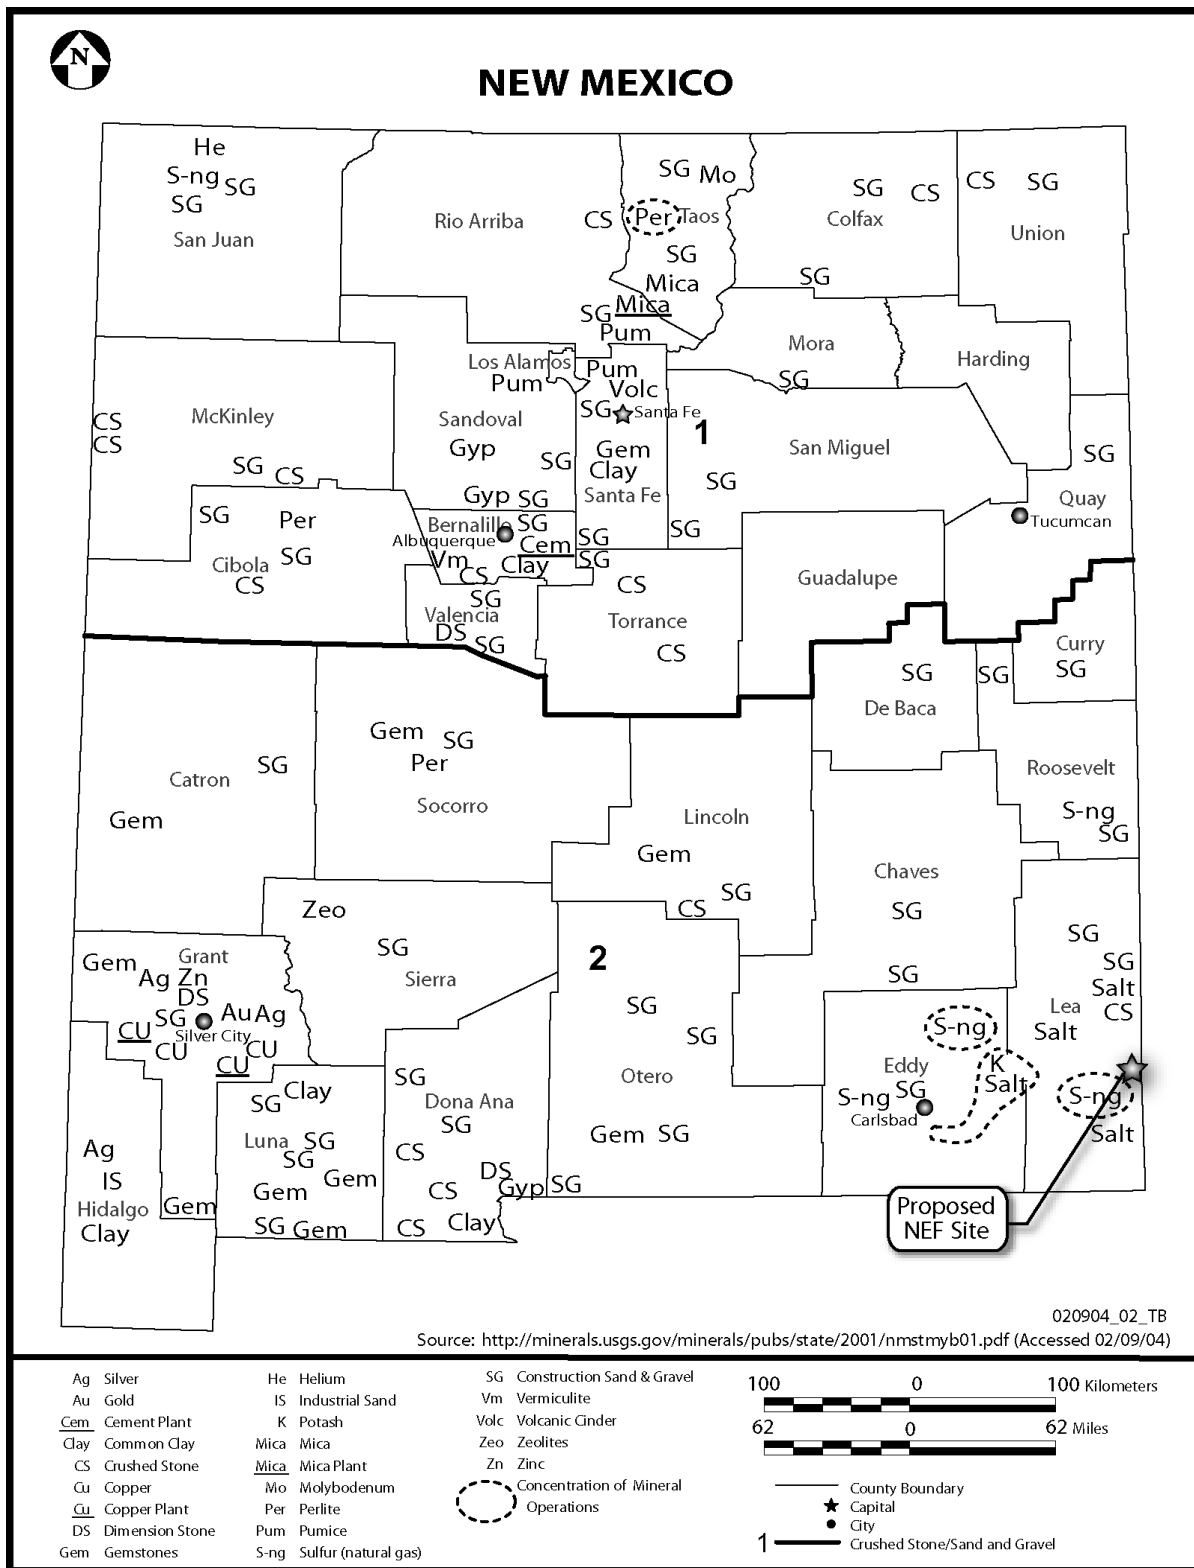 N
NEW MEXICO
He
S-ng SG
SG
San Juan
Rio Arriba
CS
SG Mo
Per Taos
SG
Mica
SG Mica
Pum
SG CS
Colfax
SG
CS SG
Union
Mora
SG
Harding
Los Alamos
Pum
Pum
Volc
SG Santa Fe
Gem
Clay
Santa Fe
1
SG
San Miguel
SG
SG
Quay
Tucumcan
CS
CS
McKinley
SG CS
Sandoval
Gyp
SG
Gyp SG
SG Per
SG
Cibola
CS
Bernalillo SG
Albuquerque
Cem
Vm Clay
CS
SG
SG
CS
Torrance
CS
Guadalupe
SG
Valencia
DS
SG
Curry
SG
SG
SG
De Baca
Gem SG
Per
Socorro
SG
Catron
Gem
Roosevelt
S-ng
SG
Lincoln
Gem
SG
CS
Chaves
SG
SG
Zeo
SG
Sierra
2
SG
SG
Otero
Gem SG
SG
Grant
Gem
Ag Zn
DS
Au Ag
SG
Silver City
CU
CU
CU
CU
SG
SG
Salt
Lea CS
Salt
S-ng
Eddy
K
Salt
S-ng SG
Carlsbad
S-ng
Salt
Clay
SG
Luna SG
SG
Gem
Gem
SG Gem
SG
Dona Ana
SG
CS
DS
CS Gyp
CS Clay
Ag
IS
Hidalgo
Clay
Gem
Proposed
NEF Site
020904_02_TB
Source: http://minerals.usgs.gov/minerals/pubs/state/2001/nmstmyb01.pdf (Accessed 02/09/04)
Ag Silver
Au Gold
Cem Cement Plant
Clay Common Clay
CS Crushed Stone
Cu Copper
Cu Copper Plant
DS Dimension Stone
Gem Gemstones
He Helium
IS Industrial Sand
K Potash
Mica Mica
Mica Mica Plant
Mo Molybodenum
Per Perlite
Pum Pumice
S-ng Sulfur (natural gas)
SG Construction Sand & Gravel
Vm Vermiculite
Volc Volcanic Cinder
Zeo Zeolites
Zn Zinc
Concentration of Mineral
Operations
100 0 100 Kilometers
62 0 62 Miles
County Boundary
Capital
City
1 Crushed Stone/Sand and Gravel